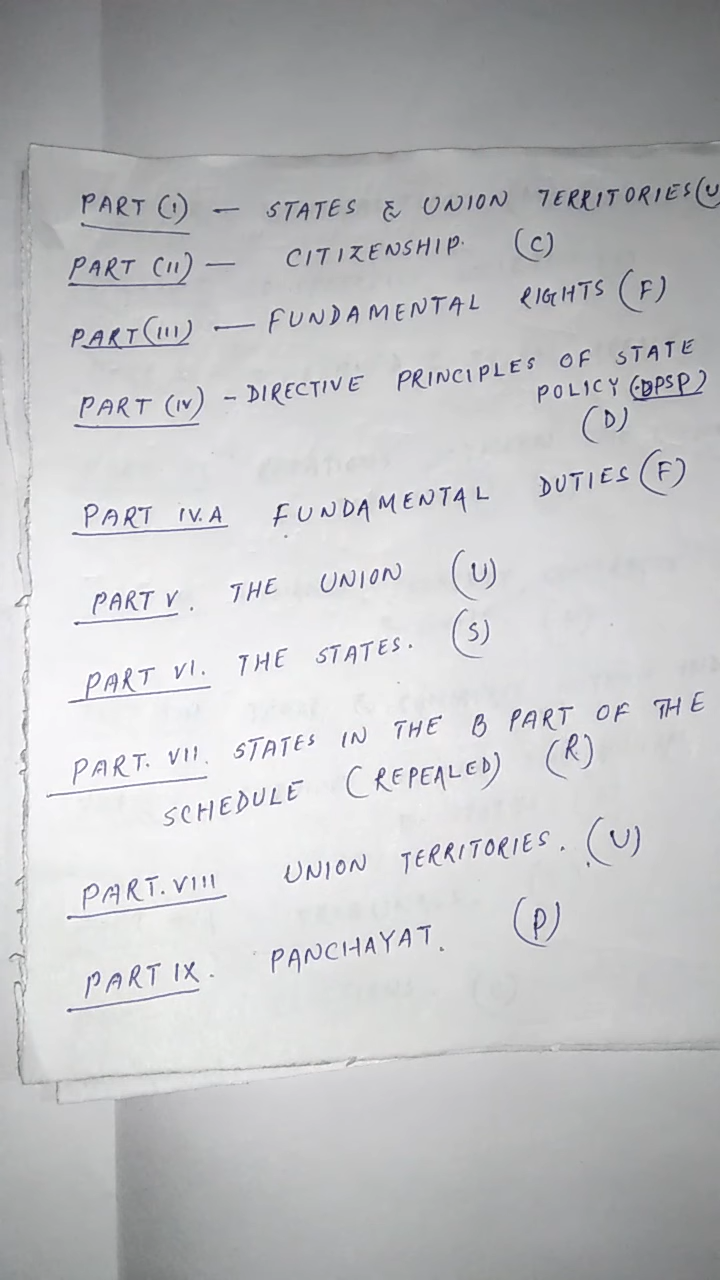 PART (I) — STATES & UNION TERRITORIES (U
PART (II) — CITIZENSHIP. (C)
PART (III) — FUNDAMENTAL RIGHTS (F)
PART (IV) - DIRECTIVE PRINCIPLES OF STATE
POLICY (DPSP)
(D)
PART IV.A FUNDAMENTAL DUTIES (F)
PART V. THE UNION (U)
PART VI. THE STATES. (S)
PART. VII. STATES IN THE B PART OF THE
SCHEDULE (REPEALED) (R)
PART. VIII UNION TERRITORIES. (U)
PART IX. PANCHAYAT. (P)